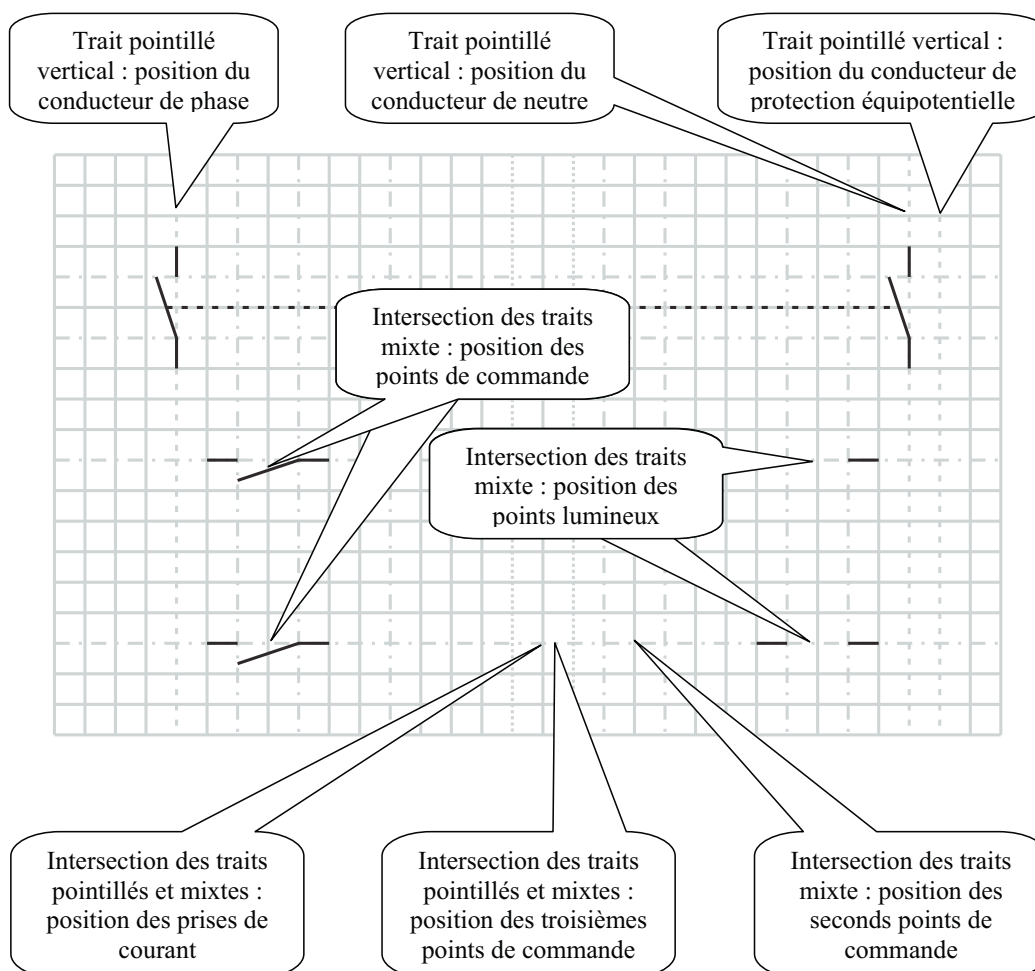 Trait pointillé
vertical : position du
conducteur de phase
Trait pointillé
vertical : position du
conducteur de neutre
Trait pointillé vertical :
position du conducteur de
protection équipotentielle
Intersection des traits
mixte : position des
points de commande
Intersection des traits
mixte : position des
points lumineux
Intersection des traits
pointillés et mixtes :
position des prises de
courant
Intersection des traits
pointillés et mixtes :
position des troisièmes
points de commande
Intersection des traits
mixte : position des
seconds points de
commande